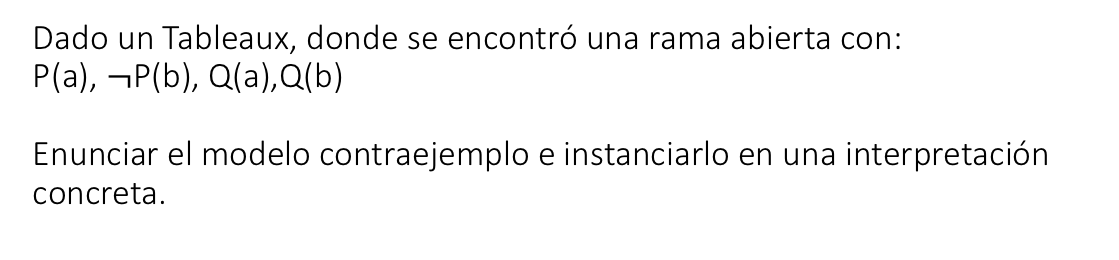 Dado un Tableaux, donde se encontró una rama abierta con:
P(a), ¬P(b), Q(a),Q(b)
Enunciar el modelo contraejemplo e instanciarlo en una interpretación
concreta.